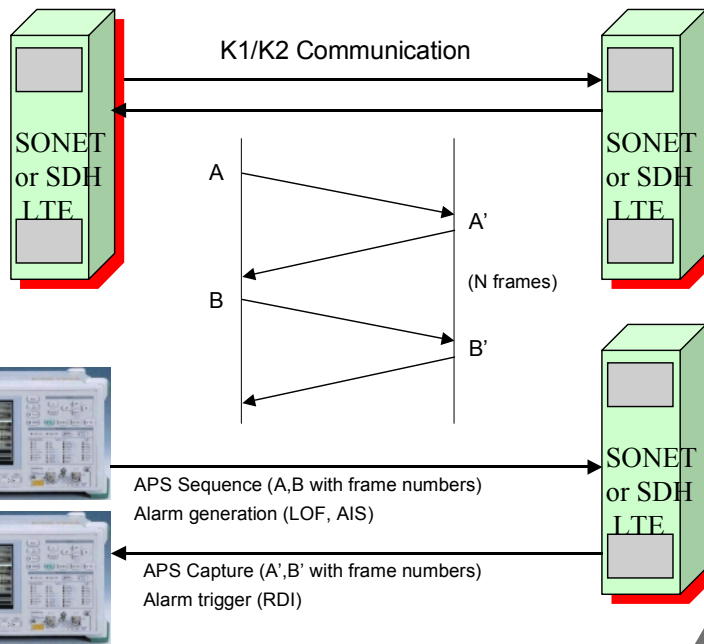 K1/K2 Communication
SONET
or SDH
LTE
SONET
or SDH
LTE
A
A'
(N frames)
B
B'
SONET
or SDH
LTE
APS Sequence (A,B with frame numbers)
Alarm generation (LOF, AIS)
APS Capture (A',B' with frame numbers)
Alarm trigger (RDI)